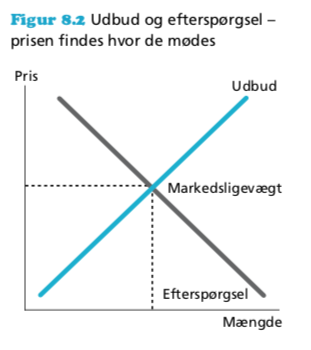 Figur 8.2 Udbud og efterspørgsel –
prisen findes hvor de mødes
Pris
Udbud
Markedsligevægt
Efterspørgsel
Mængde